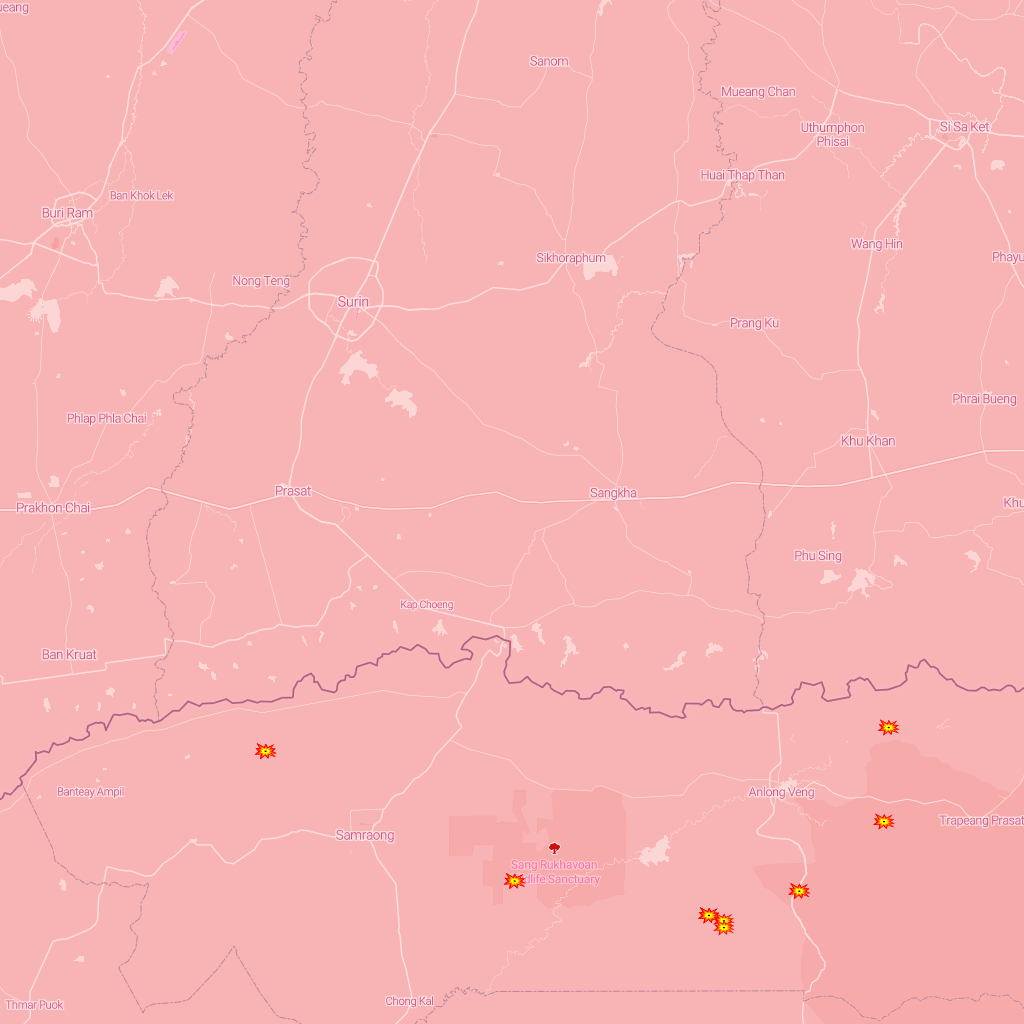 Sanom
Mueang Chan
Uthumphon
Phisai
Si Sa Ket
Huai Thap Than
Ban Khok Lek
Buri Ram
Wang Hin
Sikhoraphum
Nong Teng
Surin
Prang Ku
Phrai Bueng
Phlap Phla Chai
Khu Khan
Prasat
Sangkha
Prakhon Chai
Phu Sing
Kap Choeng
Ban Kruat
Banteay Ampil
Anlong Veng
Trapeang Prasat
Samraong
Sang Rukhavoan
Chong Kal
Thmar Puok